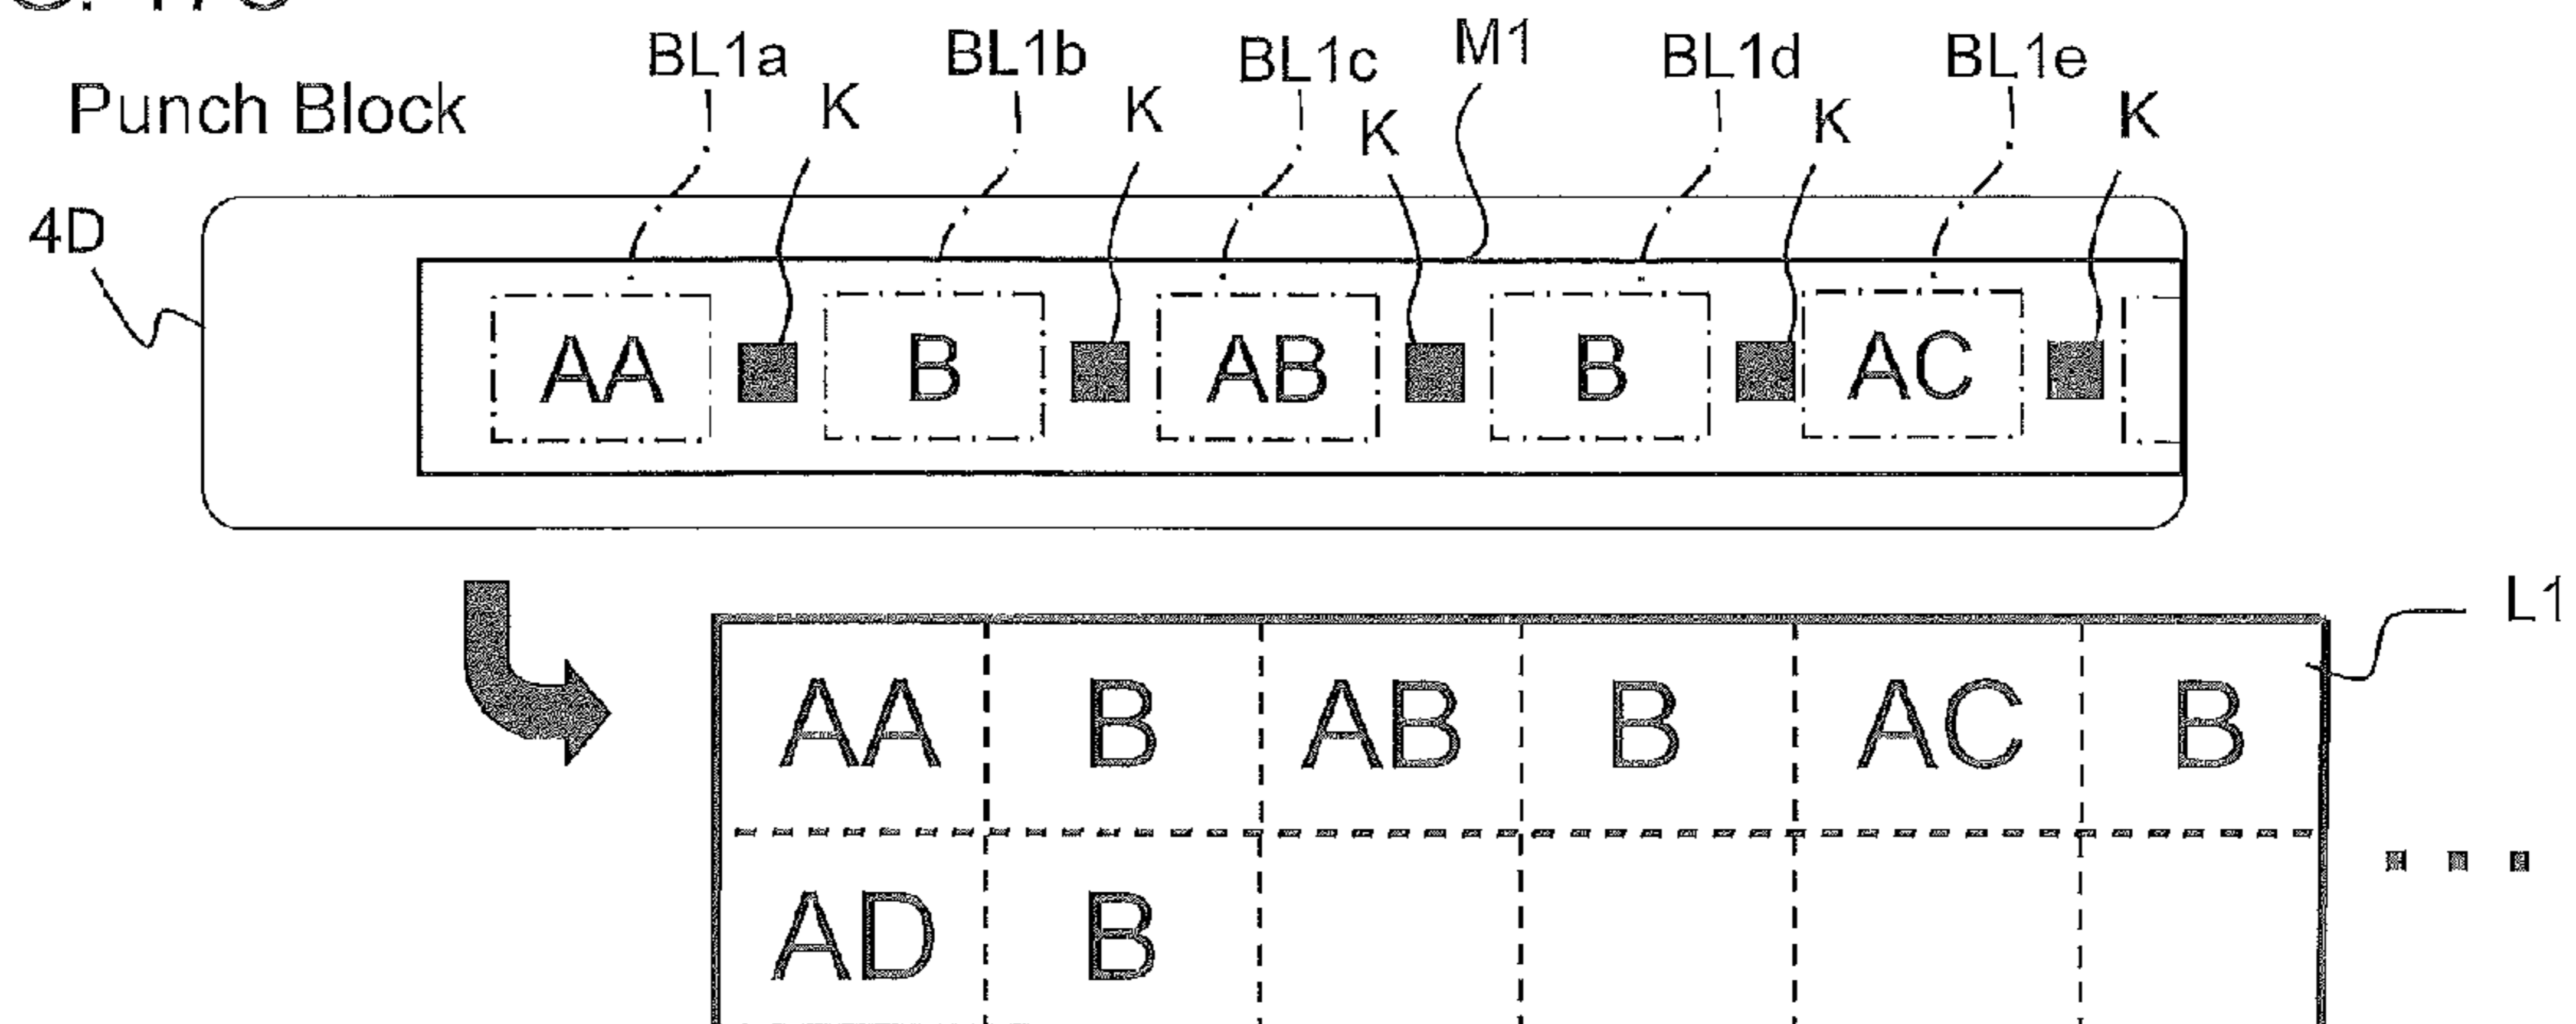 BL1a BL1b BL1c M1 BL1d BL1e
Punch Block K K K K K
4D
AA B AB B AC
L1
AA B AB B AC B
AD B